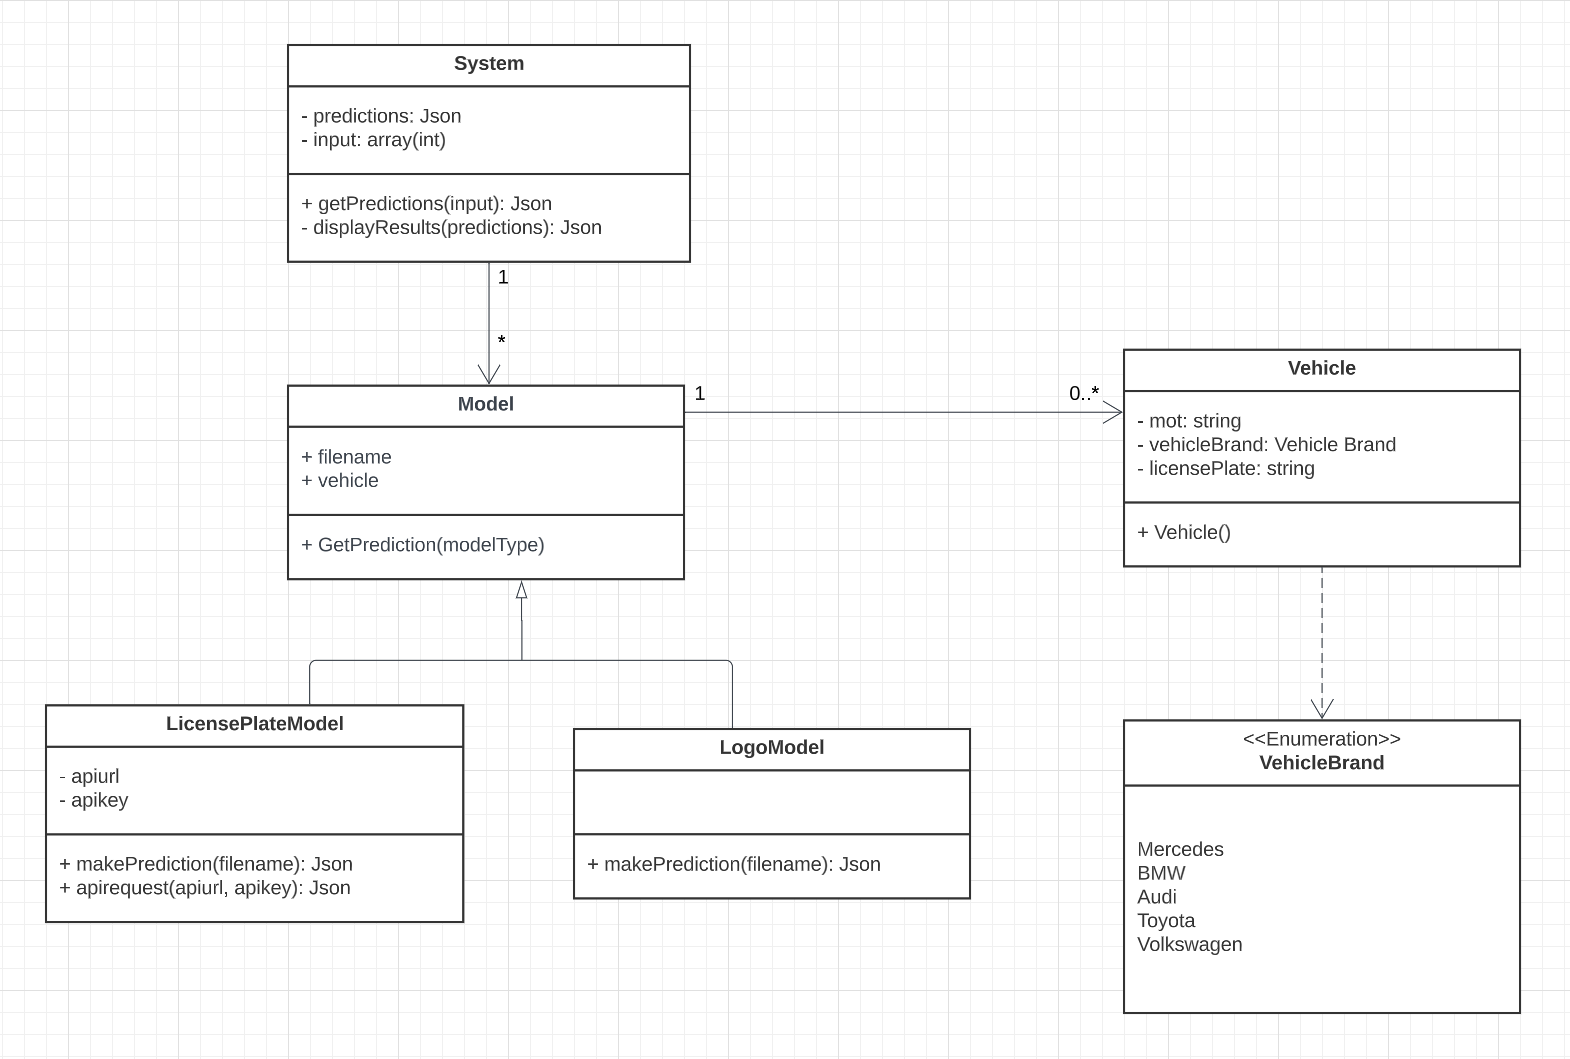 System
- predictions: Json
- input: array(int)
+ getPredictions(input): Json
- displayResults(predictions): Json
1
*
Model
+ filename
+ vehicle
+ GetPrediction(modelType)
1
0..*
Vehicle
- mot: string
- vehicleBrand: Vehicle Brand
- licensePlate: string
+ Vehicle()
LicensePlateModel
- apiurl
- apikey
+ makePrediction(filename): Json
+ apirequest(apiurl, apikey): Json
LogoModel
+ makePrediction(filename): Json
<<Enumeration>>
VehicleBrand
Mercedes
BMW
Audi
Toyota
Volkswagen